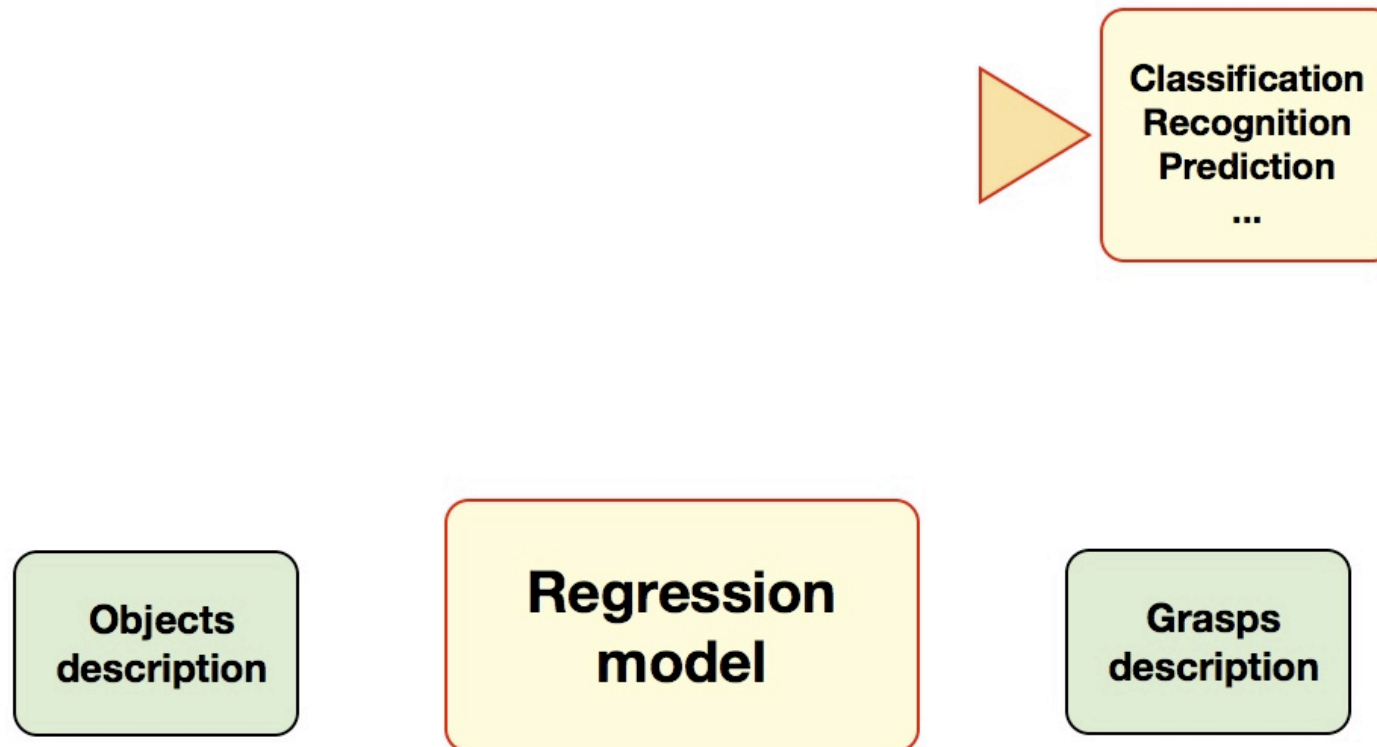 Classification
Recognition
Prediction
...
Objects
description
Regression
model
Grasps
description